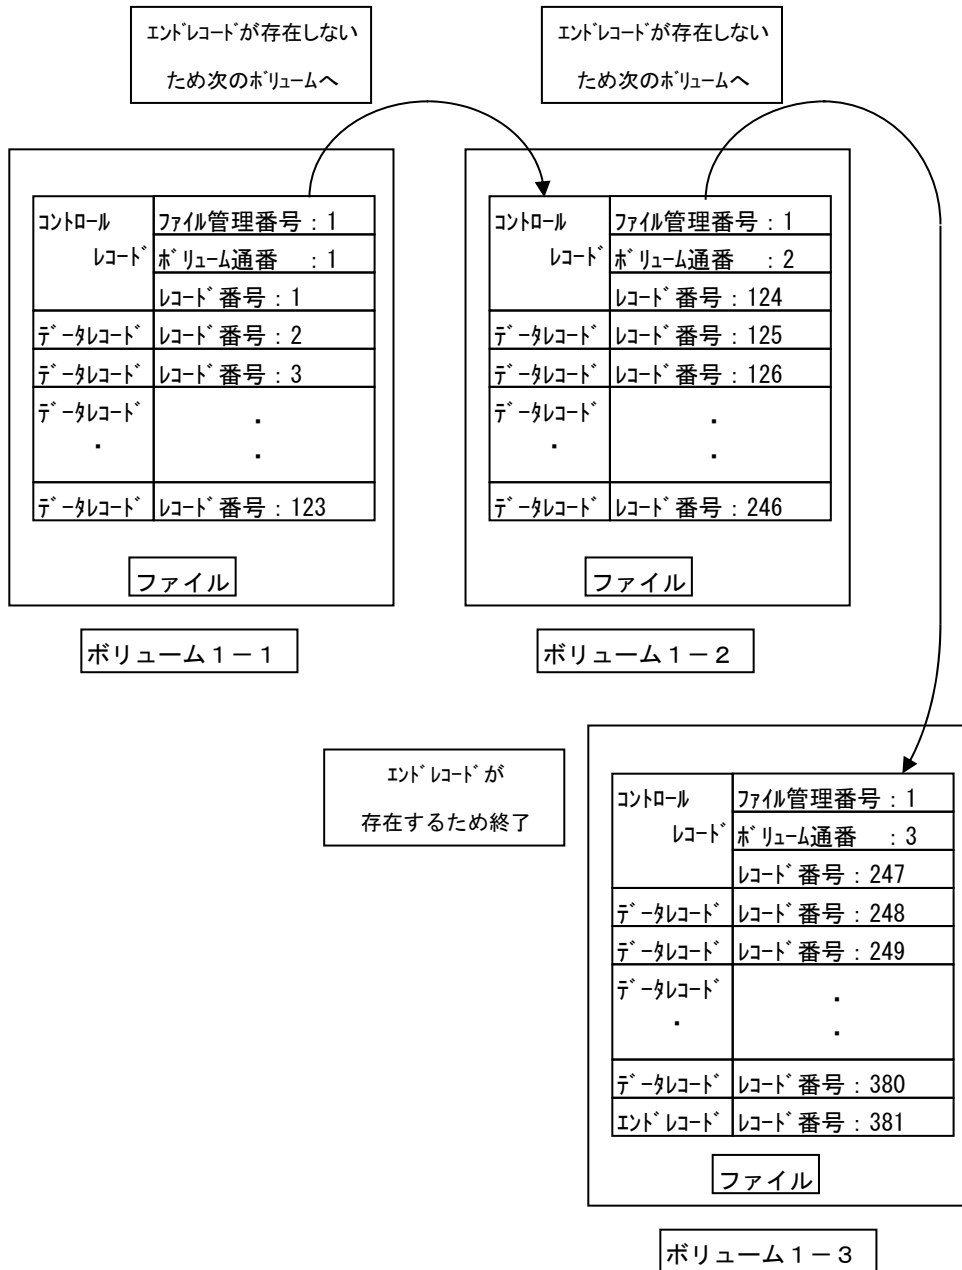 ｴﾝﾄﾞﾚｺｰﾄﾞが存在しない
ため次のﾎﾞﾘｭｰﾑへ
ｴﾝﾄﾞﾚｺｰﾄﾞが存在しない
ため次のﾎﾞﾘｭｰﾑへ
ｺﾝﾄﾛｰﾙ ﾌｧｲﾙ管理番号：1
ﾚｺｰﾄﾞ ﾎﾞﾘｭｰﾑ通番 ：1
ﾚｺｰﾄﾞ番号：1
ﾃﾞｰﾀﾚｺｰﾄﾞ ﾚｺｰﾄﾞ番号：2
ﾃﾞｰﾀﾚｺｰﾄﾞ ﾚｺｰﾄﾞ番号：3
ﾃﾞｰﾀﾚｺｰﾄﾞ ・
・ ・
ﾃﾞｰﾀﾚｺｰﾄﾞ ﾚｺｰﾄﾞ番号：123
ファイル
ボリューム１－１
ｺﾝﾄﾛｰﾙ ﾌｧｲﾙ管理番号：1
ﾚｺｰﾄﾞ ﾎﾞﾘｭｰﾑ通番 ：2
ﾚｺｰﾄﾞ番号：124
ﾃﾞｰﾀﾚｺｰﾄﾞ ﾚｺｰﾄﾞ番号：125
ﾃﾞｰﾀﾚｺｰﾄﾞ ﾚｺｰﾄﾞ番号：126
ﾃﾞｰﾀﾚｺｰﾄﾞ ・
・ ・
ﾃﾞｰﾀﾚｺｰﾄﾞ ﾚｺｰﾄﾞ番号：246
ファイル
ボリューム１－２
ｴﾝﾄﾞﾚｺｰﾄﾞが
存在するため終了
ｺﾝﾄﾛｰﾙ ﾌｧｲﾙ管理番号：1
ﾚｺｰﾄﾞ ﾎﾞﾘｭｰﾑ通番 ：3
ﾚｺｰﾄﾞ番号：247
ﾃﾞｰﾀﾚｺｰﾄﾞ ﾚｺｰﾄﾞ番号：248
ﾃﾞｰﾀﾚｺｰﾄﾞ ﾚｺｰﾄﾞ番号：249
ﾃﾞｰﾀﾚｺｰﾄﾞ ・
・ ・
ﾃﾞｰﾀﾚｺｰﾄﾞ ﾚｺｰﾄﾞ番号：380
ｴﾝﾄﾞﾚｺｰﾄﾞ ﾚｺｰﾄﾞ番号：381
ファイル
ボリューム１－３